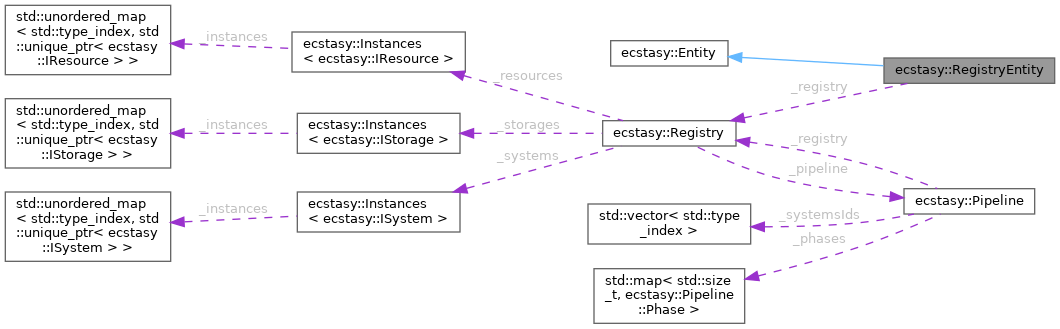 std::unordered_map
< std::type_index, std
::unique_ptr< ecstasy
::IResource > >
_instances
ecstasy::Instances
< ecstasy::IResource >
ecstasy::Entity
ecstasy::RegistryEntity
_resources
_registry
std::unordered_map
< std::type_index, std
::unique_ptr< ecstasy
::IStorage > >
_instances
ecstasy::Instances
< ecstasy::IStorage >
_storages
ecstasy::Registry
_registry
_pipeline
_systems
std::unordered_map
< std::type_index, std
::unique_ptr< ecstasy
::ISystem > >
_instances
ecstasy::Instances
< ecstasy::ISystem >
ecstasy::Pipeline
std::vector< std::type
_index >
_systemsIds
_phases
std::map< std::size
_t, ecstasy::Pipeline
::Phase >